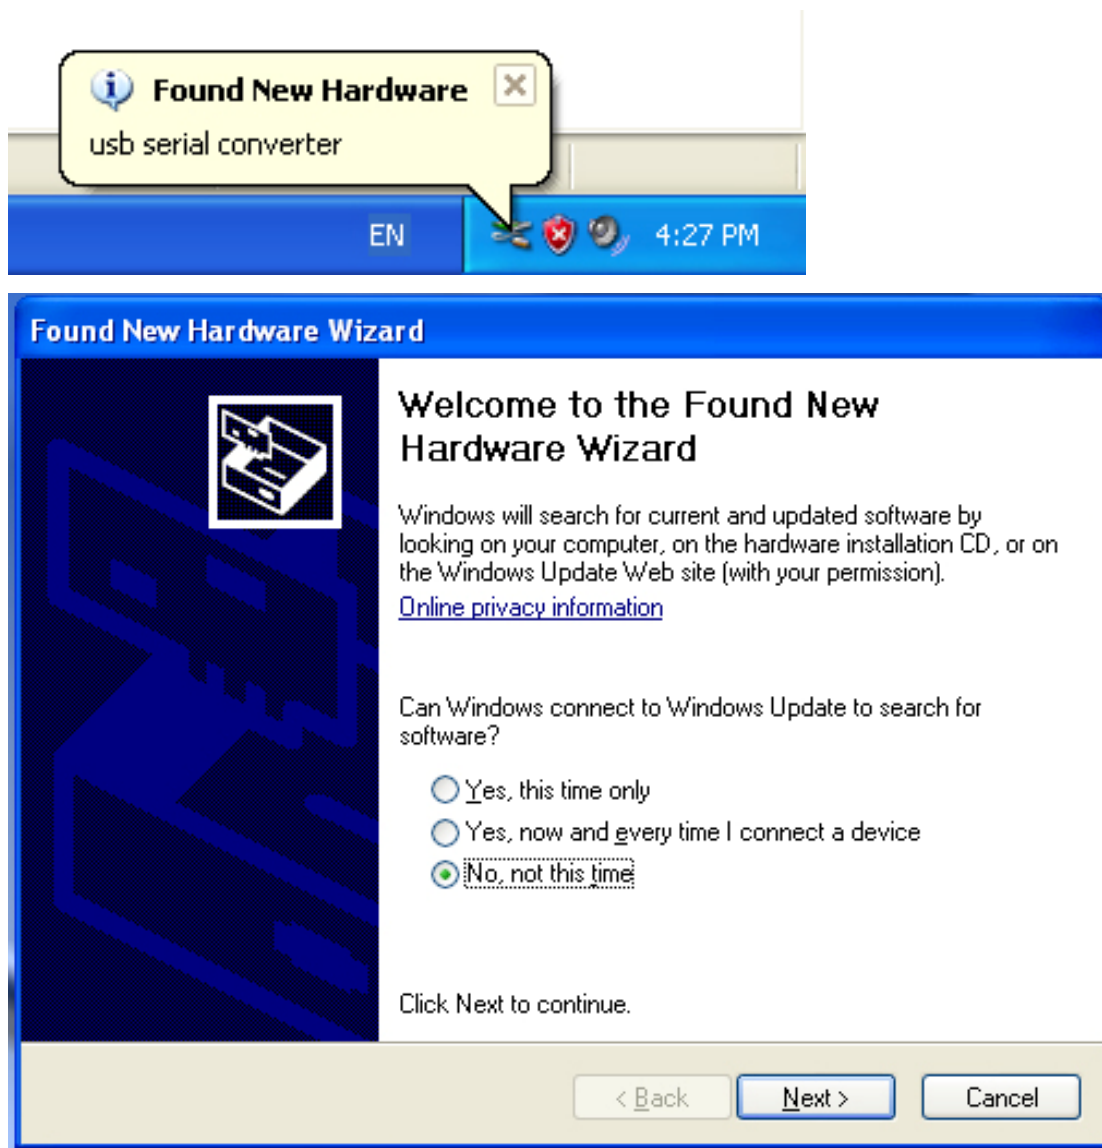 Found New Hardware
usb serial converter
EN
4:27 PM
Found New Hardware Wizard
Welcome to the Found New
Hardware Wizard
Windows will search for current and updated software by
looking on your computer, on the hardware installation CD, or on
the Windows Update Web site (with your permission).
Online privacy information
Can Windows connect to Windows Update to search for
software?
Yes, this time only
Yes, now and every time I connect a device
No, not this time
Click Next to continue.
< Back
Next >
Cancel